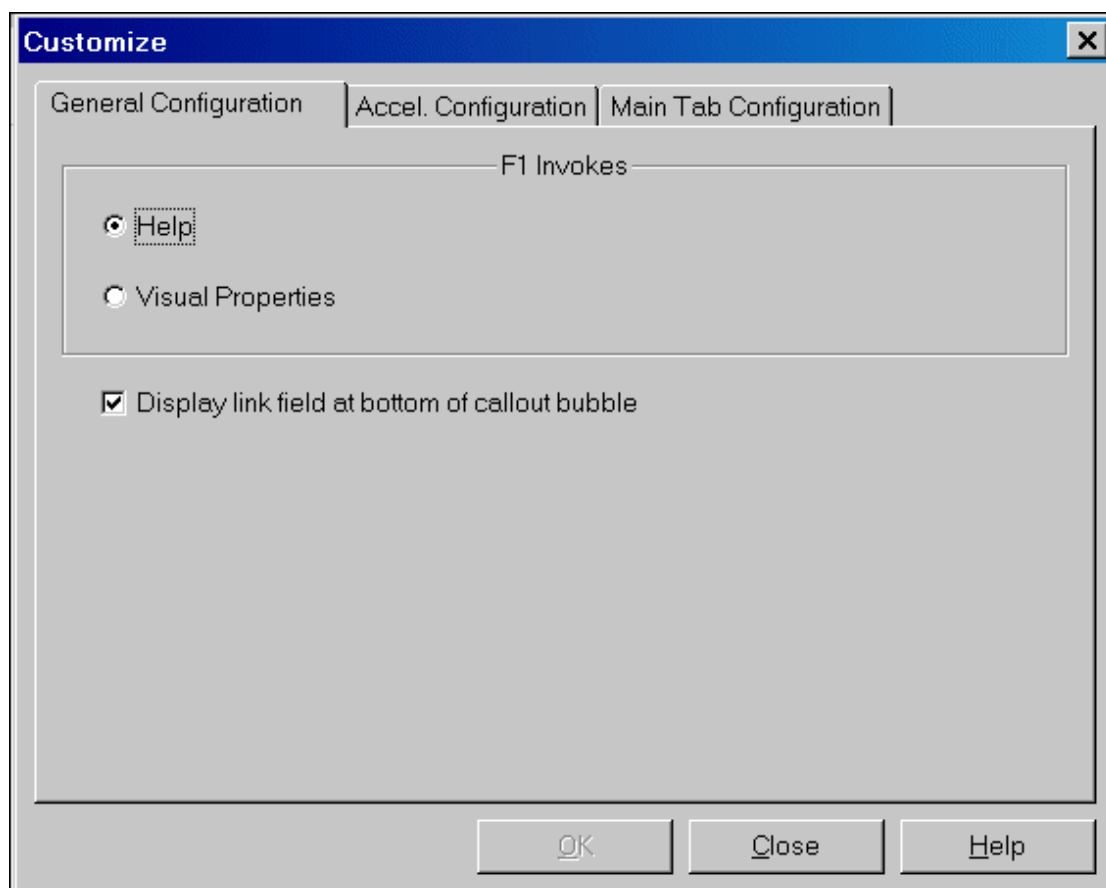 Customize
General Configuration Accel. Configuration Main Tab Configuration
F1 Invokes
Help
Visual Properties
Display link field at bottom of callout bubble
OK Close Help